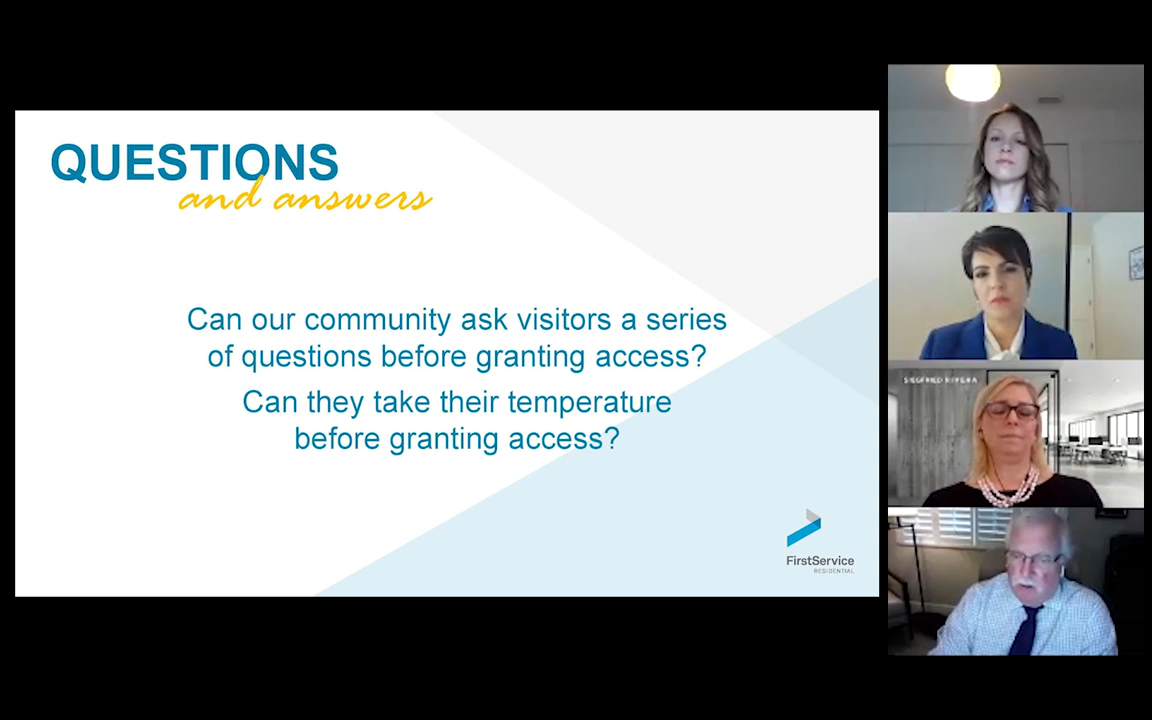 QUESTIONS
and answers
Can our community ask visitors a series
of questions before granting access?
Can they take their temperature
before granting access?
FirstService
RESIDENTIAL
SIEGFRIED RIVERA